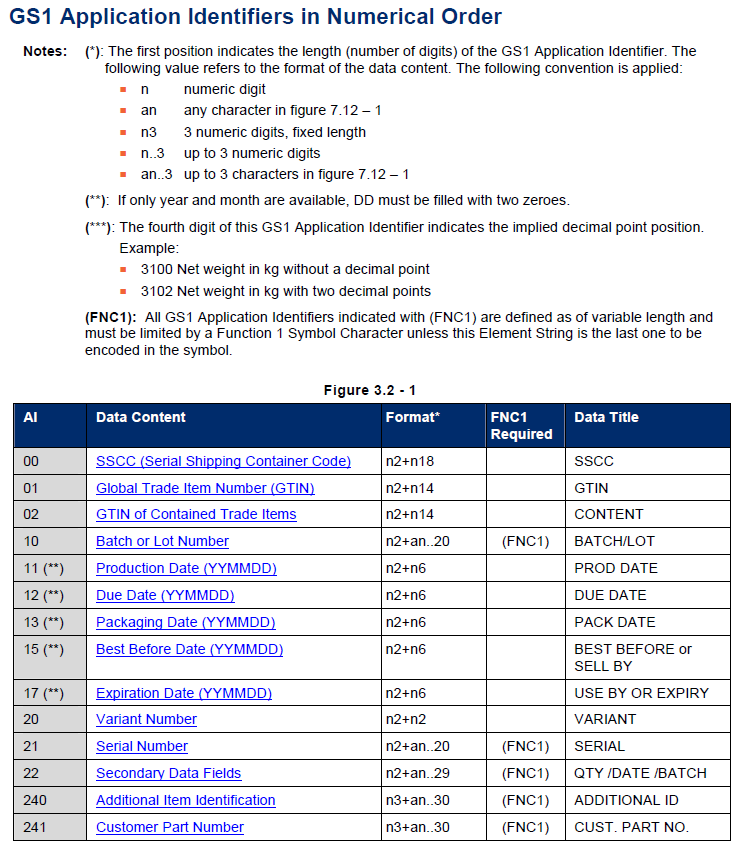 GS1 Application Identifiers in Numerical Order
Notes: (*): The first position indicates the length (number of digits) of the GS1 Application Identifier. The
following value refers to the format of the data content. The following convention is applied:
n numeric digit
an any character in figure 7.12 – 1
n3 3 numeric digits, fixed length
n..3 up to 3 numeric digits
an..3 up to 3 characters in figure 7.12 – 1
(**): If only year and month are available, DD must be filled with two zeroes.
(***): The fourth digit of this GS1 Application Identifier indicates the implied decimal point position.
Example:
3100 Net weight in kg without a decimal point
3102 Net weight in kg with two decimal points
(FNC1): All GS1 Application Identifiers indicated with (FNC1) are defined as of variable length and
must be limited by a Function 1 Symbol Character unless this Element String is the last one to be
encoded in the symbol.
Figure 3.2 - 1
AI Data Content Format* FNC1 Required Data Title
00 SSCC (Serial Shipping Container Code) n2+n18 SSCC
01 Global Trade Item Number (GTIN) n2+n14 GTIN
02 GTIN of Contained Trade Items n2+n14 CONTENT
10 Batch or Lot Number n2+an..20 (FNC1) BATCH/LOT
11 (**) Production Date (YYMMDD) n2+n6 PROD DATE
12 (**) Due Date (YYMMDD) n2+n6 DUE DATE
13 (**) Packaging Date (YYMMDD) n2+n6 PACK DATE
15 (**) Best Before Date (YYMMDD) n2+n6 BEST BEFORE or
SELL BY
17 (**) Expiration Date (YYMMDD) n2+n6 USE BY OR EXPIRY
20 Variant Number n2+n2 VARIANT
21 Serial Number n2+an..20 (FNC1) SERIAL
22 Secondary Data Fields n2+an..29 (FNC1) QTY /DATE /BATCH
240 Additional Item Identification n3+an..30 (FNC1) ADDITIONAL ID
241 Customer Part Number n3+an..30 (FNC1) CUST. PART NO.